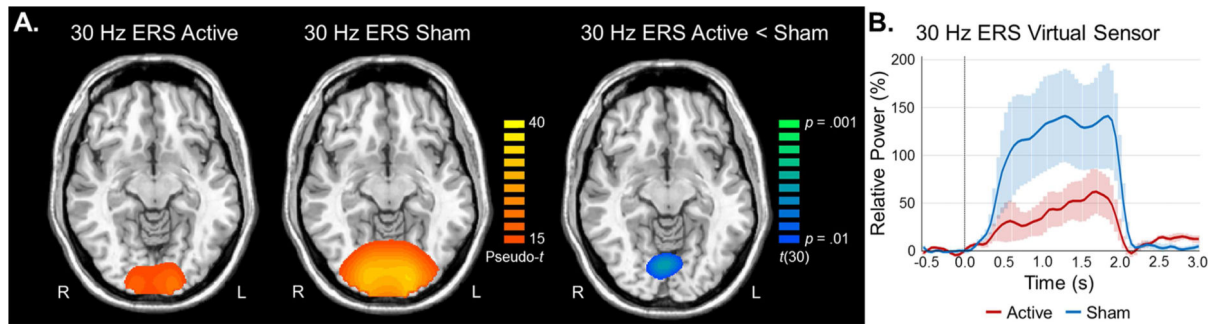 A.
30 Hz ERS Active
30 Hz ERS Sham
30 Hz ERS Active < Sham
40
15
Pseudo-t
p = .001
p = .01
t(30)
R
L
R
L
R
L
B.
30 Hz ERS Virtual Sensor
Relative Power (%)
200
150
100
50
0
-0.5
0.0
0.5
1.0
1.5
2.0
2.5
3.0
Time (s)
Active
Sham